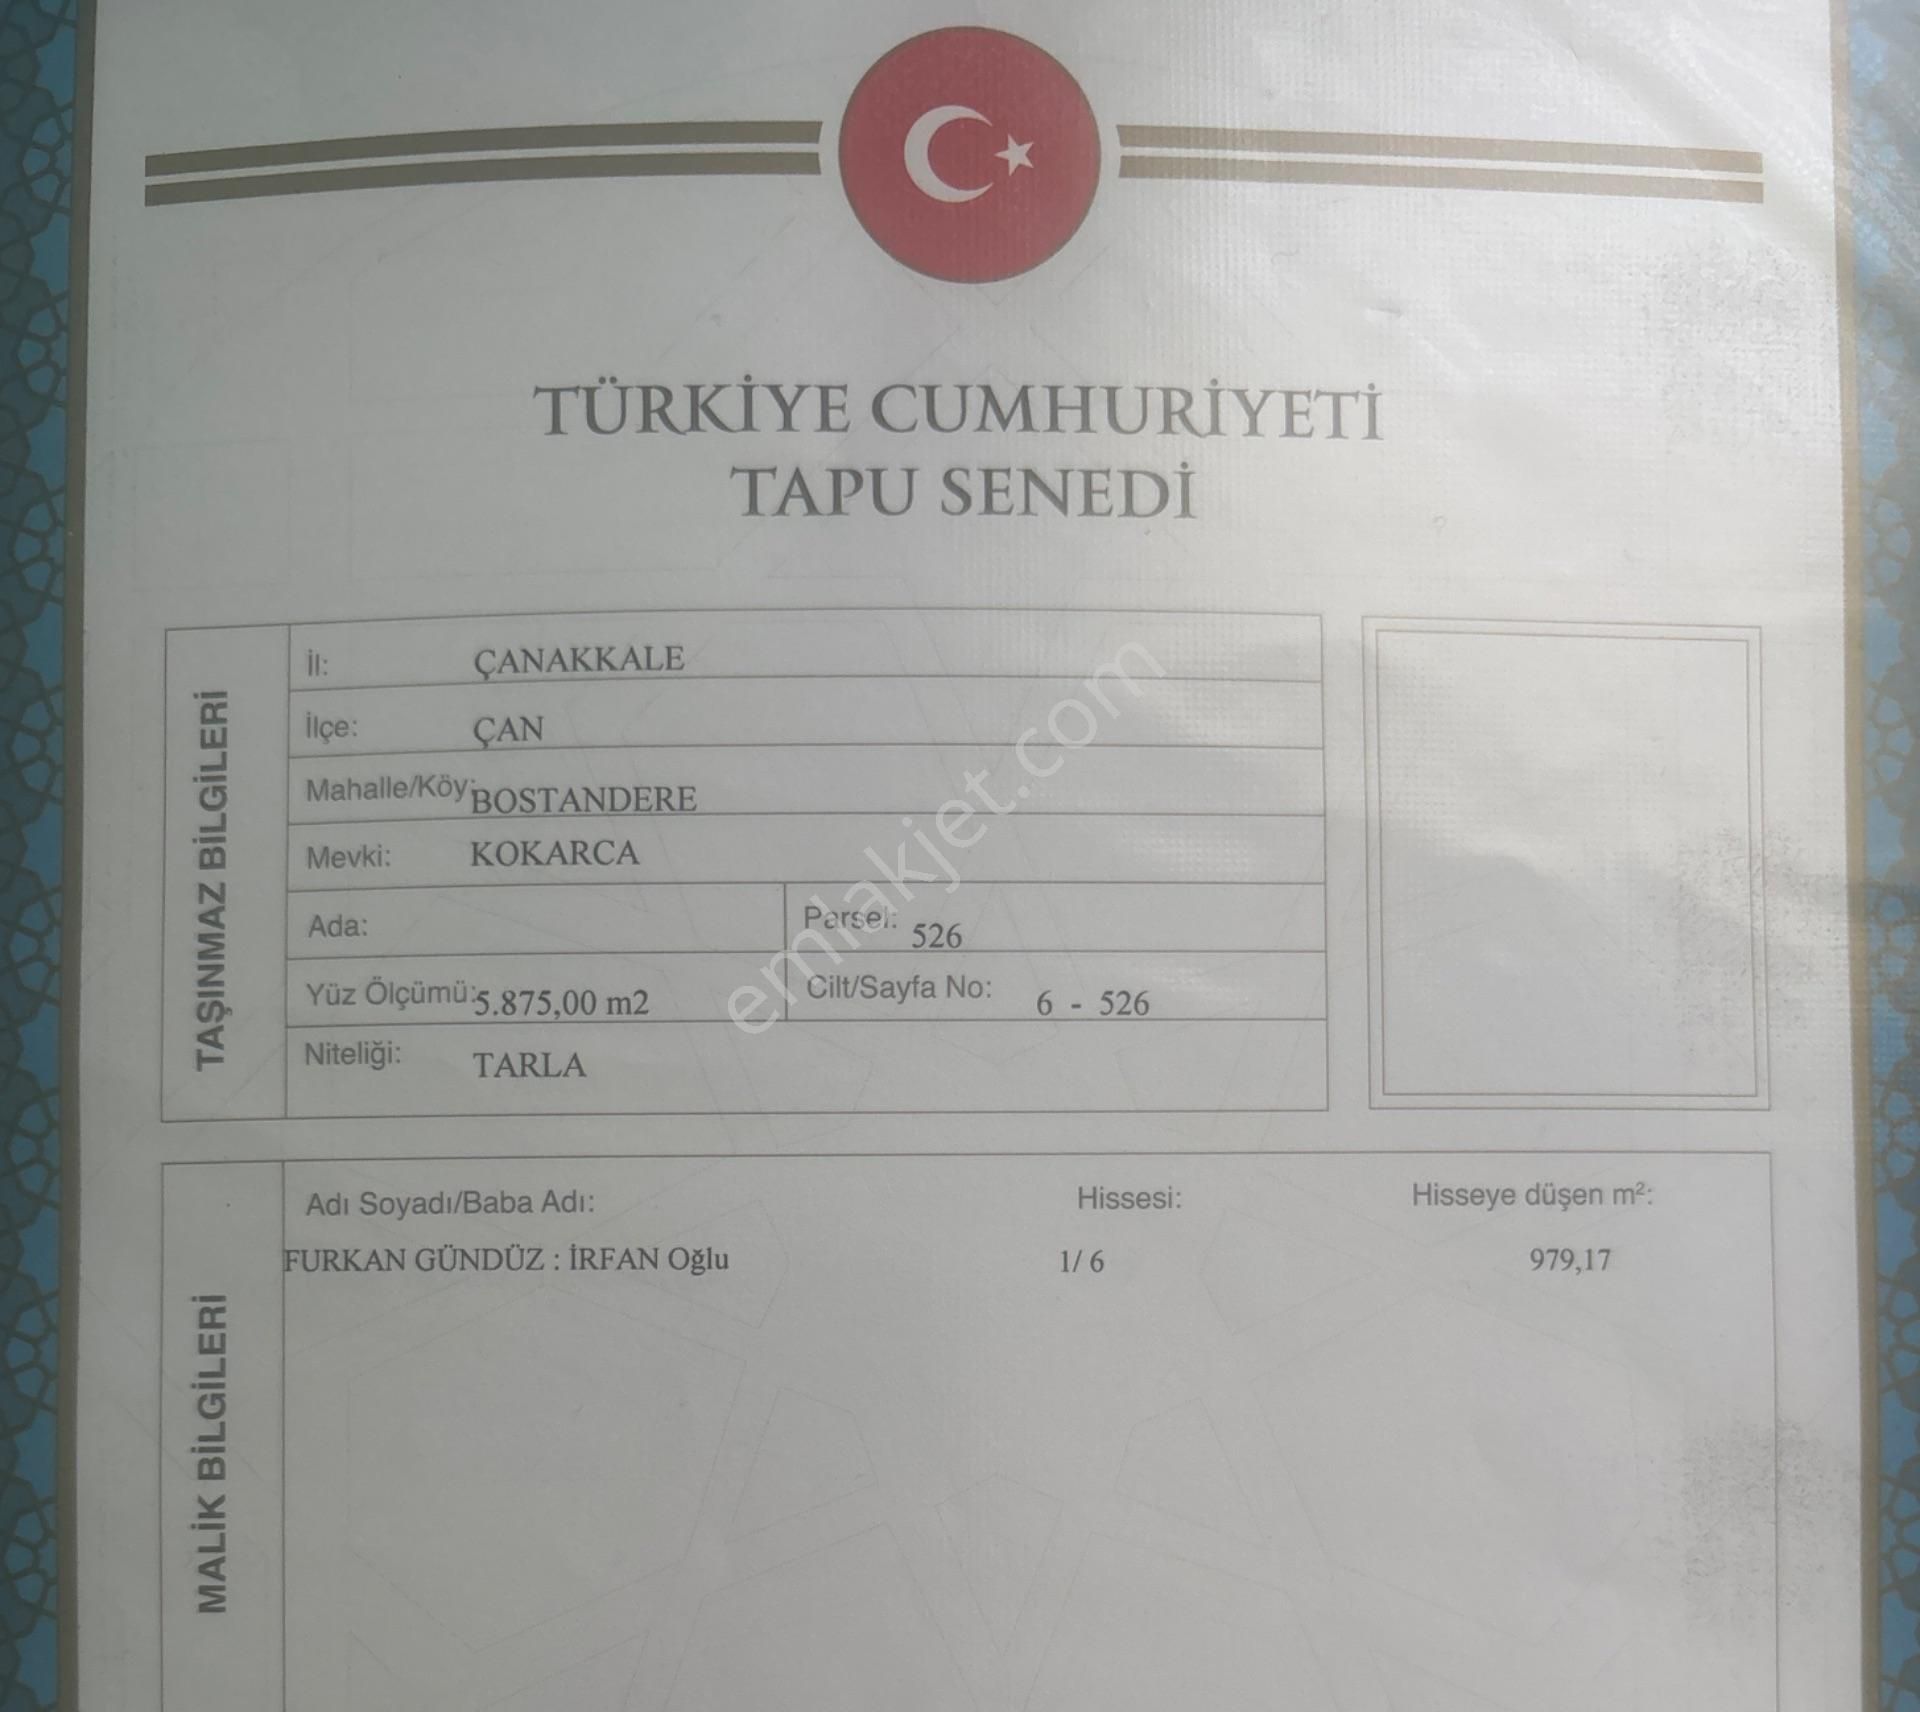 TÜRKİYE CUMHURİYETİ
TAPU SENEDİ
TAŞINMAZ BİLGİLERİ
İl: ÇANAKKALE
İlçe: ÇAN
Mahalle/Köy: BOSTANDERE
Mevki: KOKARCA
Ada: Parsel: 526
Yüz Ölçümü: 5.875,00 m2 Cilt/Sayfa No: 6 - 526
Niteliği: TARLA
emlakjet.com
MALİK BİLGİLERİ
Adı Soyadı/Baba Adı: Hissesi: Hisseye düşen m²:
FURKAN GÜNDÜZ : İRFAN Oğlu 1/ 6 979,17